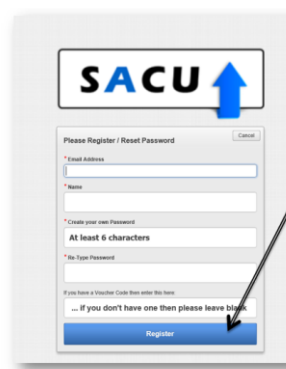 SACU
Please Register / Reset Password
Cancel
*Email Address
*Name
*Create your own Password
At least 6 characters
*Re-Type Password
If you have a Voucher Code then enter this here
... if you don't have one then please leave blank
Register